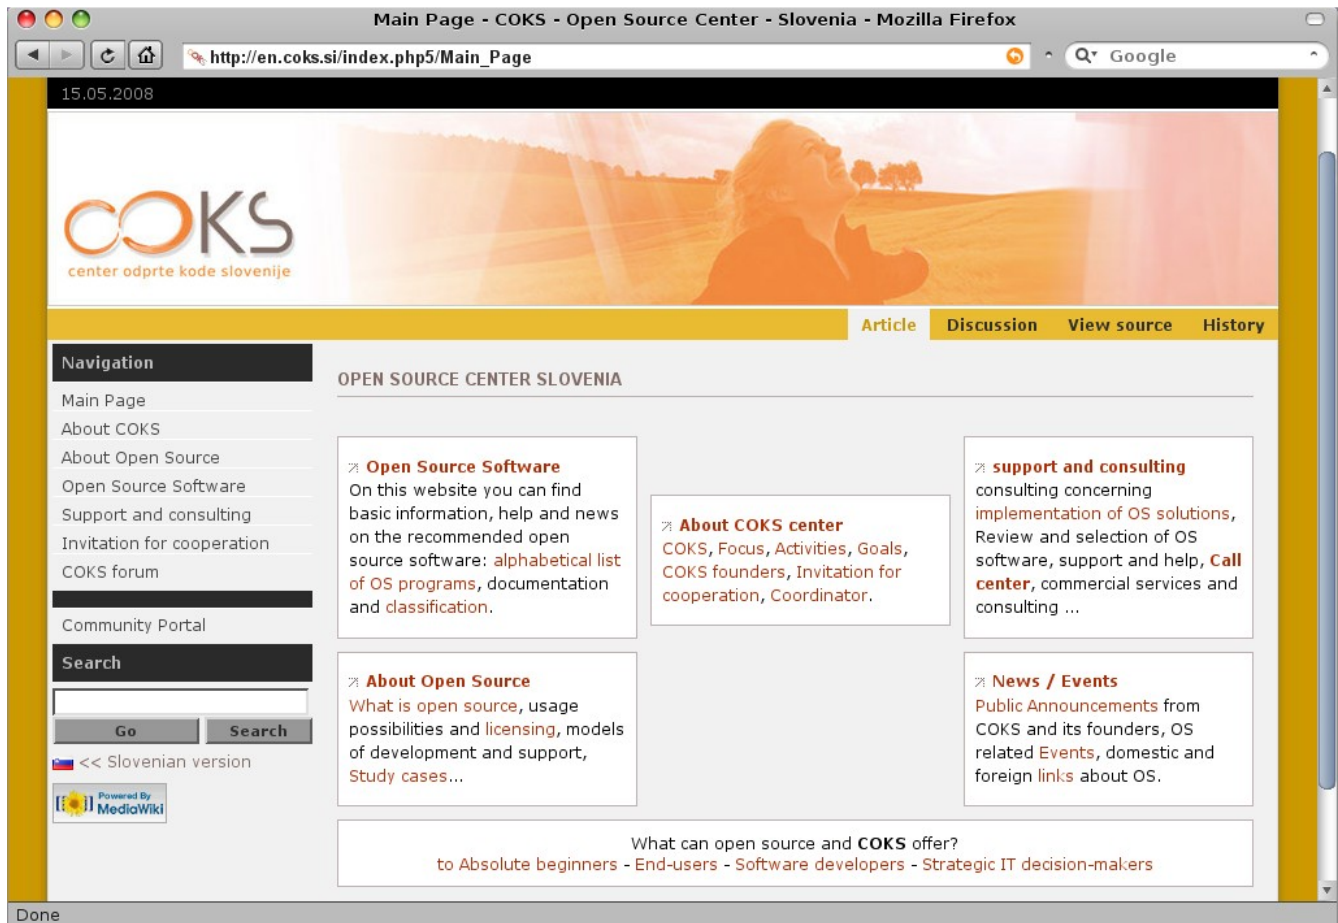 Main Page - COKS - Open Source Center - Slovenia - Mozilla Firefox
http://en.coks.si/index.php5/Main_Page
Google
15.05.2008
COKS
center odprte kode slovenije
Article Discussion View source History
Navigation
Main Page
About COKS
About Open Source
Open Source Software
Support and consulting
Invitation for cooperation
COKS forum
Community Portal
Search
Go Search
<< Slovenian version
Powered By
MediaWiki
OPEN SOURCE CENTER SLOVENIA
Open Source Software
On this website you can find
basic information, help and news
on the recommended open
source software: alphabetical list
of OS programs, documentation
and classification.
About COKS center
COKS, Focus, Activities, Goals,
COKS founders, Invitation for
cooperation, Coordinator.
support and consulting
consulting concerning
implementation of OS solutions,
Review and selection of OS
software, support and help, Call
center, commercial services and
consulting ...
About Open Source
What is open source, usage
possibilities and licensing, models
of development and support,
Study cases...
News / Events
Public Announcements from
COKS and its founders, OS
related Events, domestic and
foreign links about OS.
What can open source and COKS offer?
to Absolute beginners - End-users - Software developers - Strategic IT decision-makers
Done